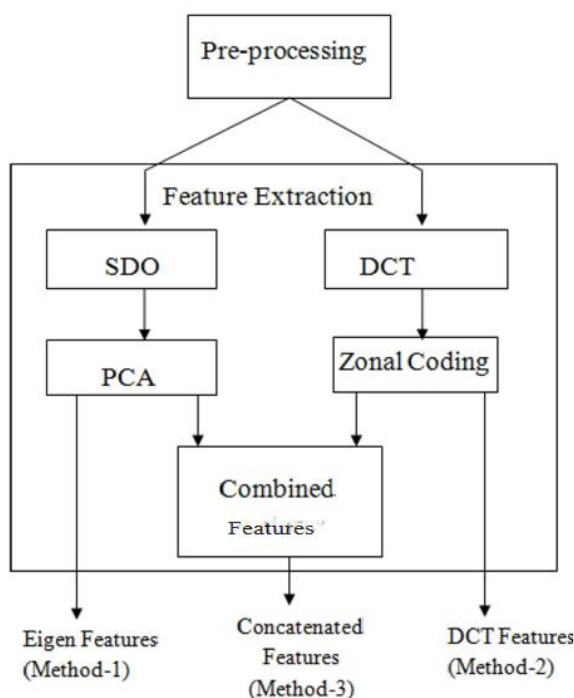 Pre-processing
Feature Extraction
SDO
DCT
PCA
Zonal Coding
Combined
Features
Eigen Features
(Method-1)
Concatenated
Features
(Method-3)
DCT Features
(Method-2)